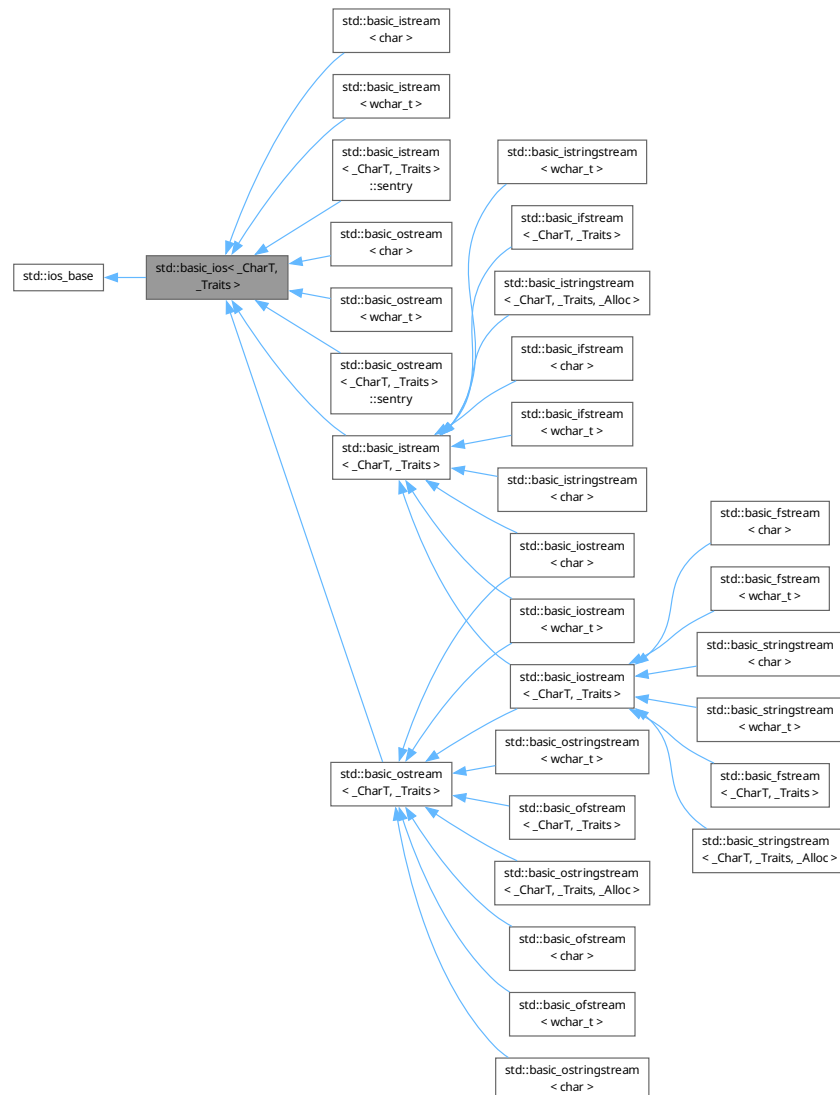 std::basic_istream
< char >
std::basic_istream
< wchar_t >
std::basic_istream
< _CharT, _Traits >
::sentry
std::basic_ostream
< char >
std::ios_base
std::basic_ios< _CharT,
_Traits >
std::basic_ostream
< wchar_t >
std::basic_ostream
< _CharT, _Traits >
::sentry
std::basic_istream
< _CharT, _Traits >
std::basic_istringstream
< wchar_t >
std::basic_ifstream
< _CharT, _Traits >
std::basic_istringstream
< _CharT, _Traits, _Alloc >
std::basic_ifstream
< char >
std::basic_ifstream
< wchar_t >
std::basic_istringstream
< char >
std::basic_iostream
< char >
std::basic_iostream
< wchar_t >
std::basic_iostream
< _CharT, _Traits >
std::basic_fstream
< char >
std::basic_fstream
< wchar_t >
std::basic_stringstream
< char >
std::basic_stringstream
< wchar_t >
std::basic_fstream
< _CharT, _Traits >
std::basic_stringstream
< _CharT, _Traits, _Alloc >
std::basic_ostream
< _CharT, _Traits >
std::basic_ostringstream
< wchar_t >
std::basic_ofstream
< _CharT, _Traits >
std::basic_ostringstream
< _CharT, _Traits, _Alloc >
std::basic_ofstream
< char >
std::basic_ofstream
< wchar_t >
std::basic_ostringstream
< char >